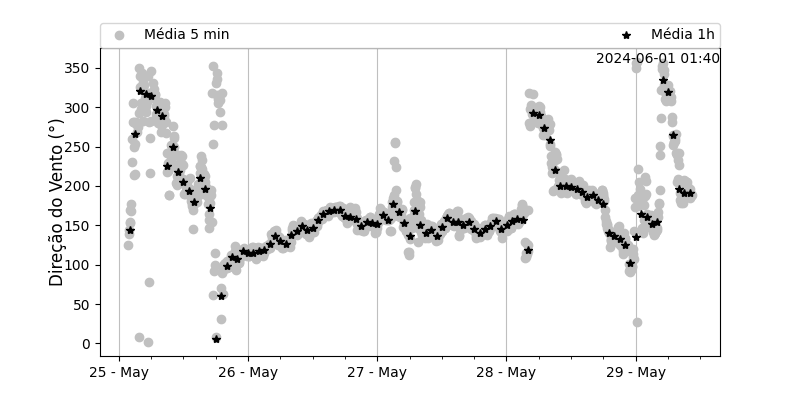 Média 5 min
Média 1h
2024-06-01 01:40
Direção do Vento (°)
350
300
250
200
150
100
50
0
25 - May
26 - May
27 - May
28 - May
29 - May